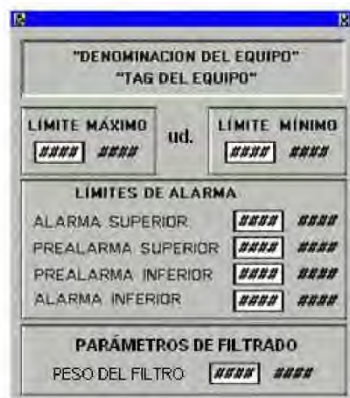 "DENOMINACION DEL EQUIPO"
"TAG DEL EQUIPO"
LÍMITE MÁXIMO
#### ####
ud.
LÍMITE MÍNIMO
#### ####
LÍMITES DE ALARMA
ALARMA SUPERIOR #### ####
PREALARMA SUPERIOR #### ####
PREALARMA INFERIOR #### ####
ALARMA INFERIOR #### ####
PARÁMETROS DE FILTRADO
PESO DEL FILTRO #### ####